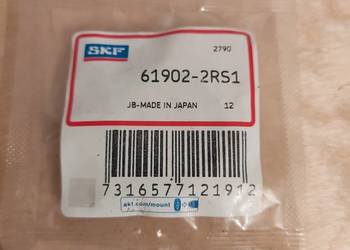 SKF
2790
61902-2RS1
JB-MADE IN JAPAN 12
7316577121912
skf.com/mount